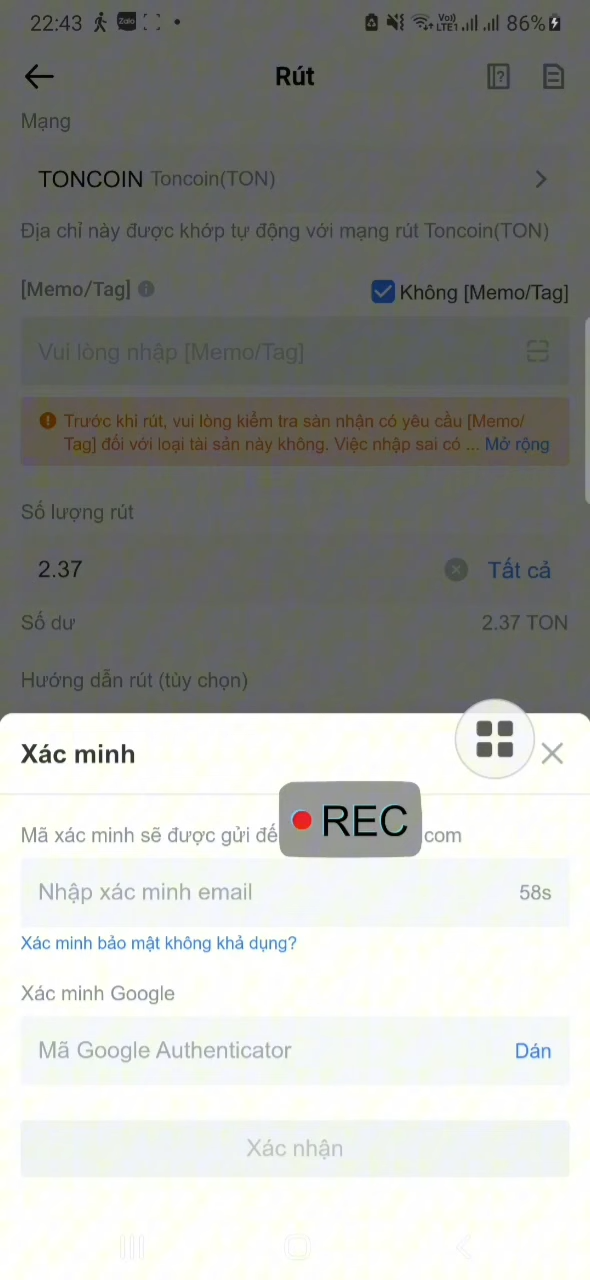 22:43 Zalo Vo)) LTE1 86%
Rút
Mạng
TONCOIN Toncoin(TON)
Địa chỉ này được khớp tự động với mạng rút Toncoin(TON)
[Memo/Tag] Không [Memo/Tag]
Vui lòng nhập [Memo/Tag]
Trước khi rút, vui lòng kiểm tra sàn nhận có yêu cầu [Memo/
Tag] đối với loại tài sản này không. Việc nhập sai có ... Mở rộng
Số lượng rút
2.37 Tất cả
Số dư 2.37 TON
Hướng dẫn rút (tùy chọn)
Xác minh
REC
Mã xác minh sẽ được gửi đế com
Nhập xác minh email 58s
Xác minh bảo mật không khả dụng?
Xác minh Google
Mã Google Authenticator Dán
Xác nhận